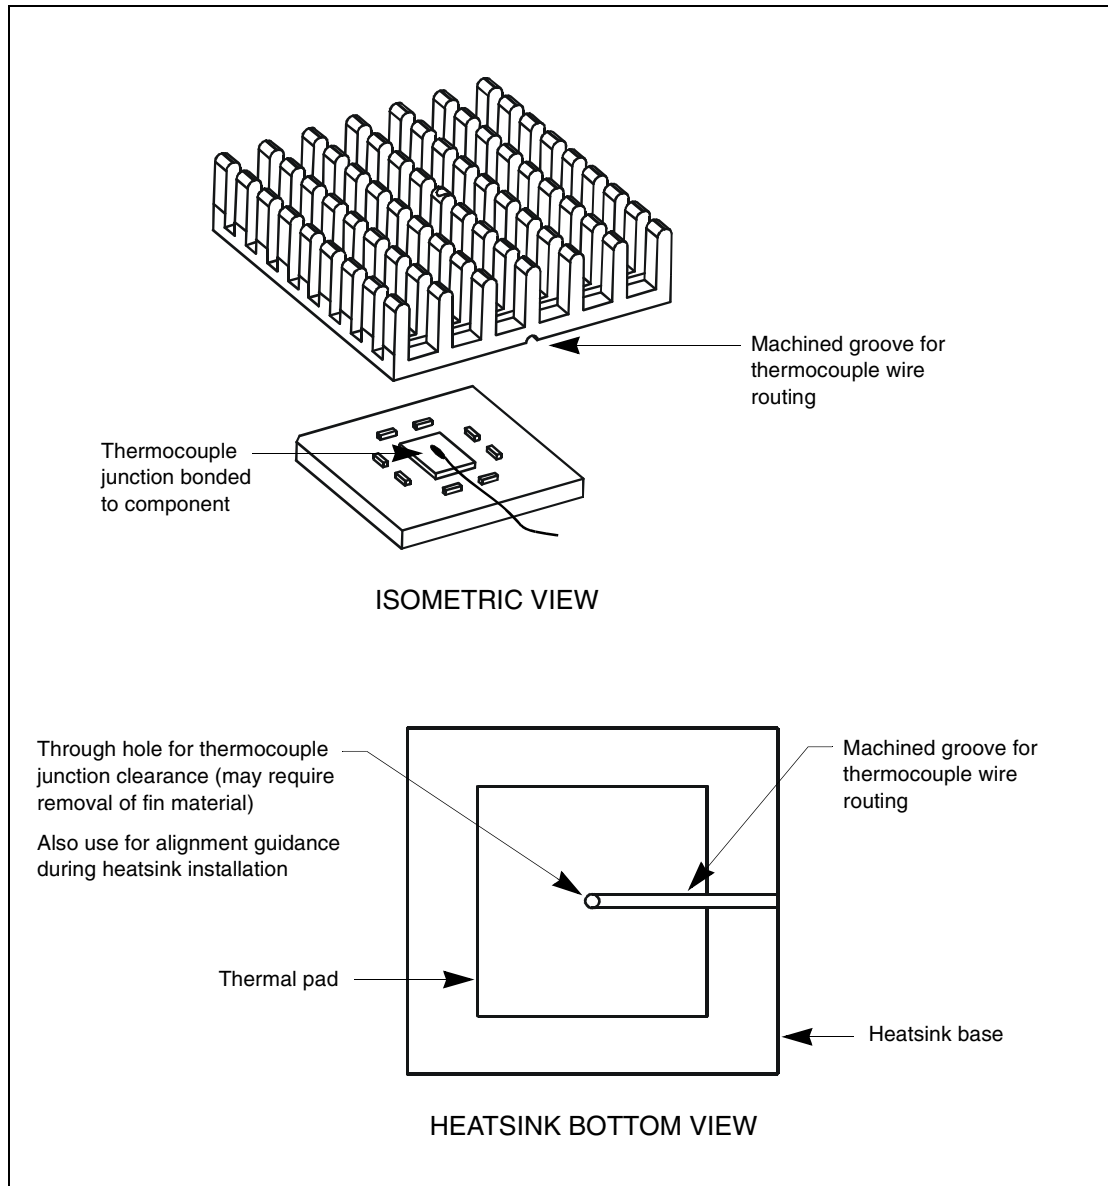 Machined groove for
thermocouple wire
routing
Thermocouple
junction bonded
to component
ISOMETRIC VIEW
Through hole for thermocouple
junction clearance (may require
removal of fin material)
Also use for alignment guidance
during heatsink installation
Machined groove for
thermocouple wire
routing
Thermal pad
Heatsink base
HEATSINK BOTTOM VIEW